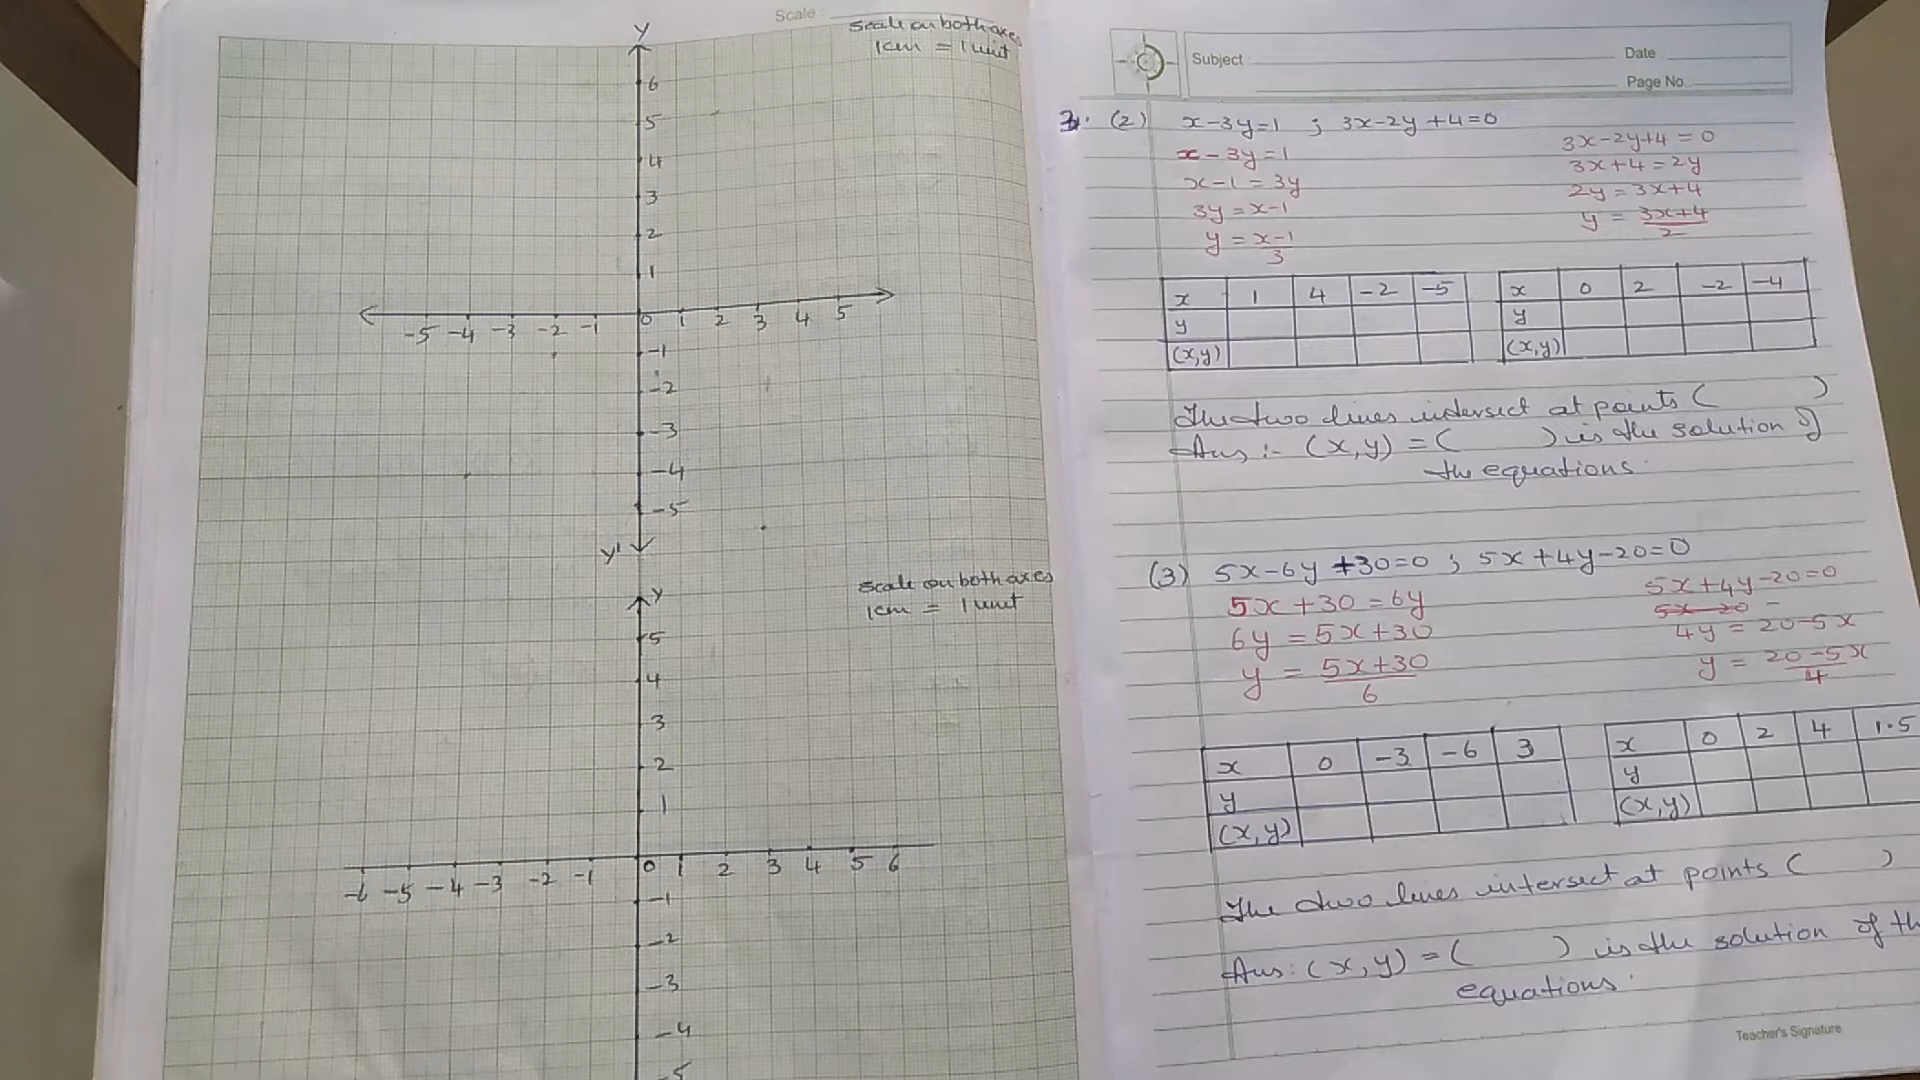 Scale
Scale on both axes
1cm = 1 unit
Y
6
5
4
3
2
1
-5 -4 -3 -2 -1 0 1 2 3 4 5
-1
-2
-3
-4
-5
Y'
Scale on both axes
1cm = 1 unit
Y
5
4
3
2
1
-6 -5 -4 -3 -2 -1 0 1 2 3 4 5 6
-1
-2
-3
-4
-5
Subject
Date
Page No.
3. (2) x-3y=1 ; 3x-2y+4=0
x-3y=1
x-1=3y
3y=x-1
y = x-1/3
3x-2y+4=0
3x+4=2y
2y=3x+4
y = 3x+4/2
x 1 4 -2 -5
y
(x,y)
x 0 2 -2 -4
y
(x,y)
The two lines intersect at points ( )
Ans :- (x,y) = ( ) is the solution of
the equations.
(3) 5x-6y+30=0 ; 5x+4y-20=0
5x+30=6y
6y=5x+30
y = 5x+30/6
5x+4y-20=0
5x-20 =
4y=20-5x
y = 20-5x/4
x 0 -3 -6 3
y
(x,y)
x 0 2 4 1.5
y
(x,y)
The two lines intersect at points ( )
Ans: (x,y) = ( ) is the solution of th
equations.
Teacher's Signature